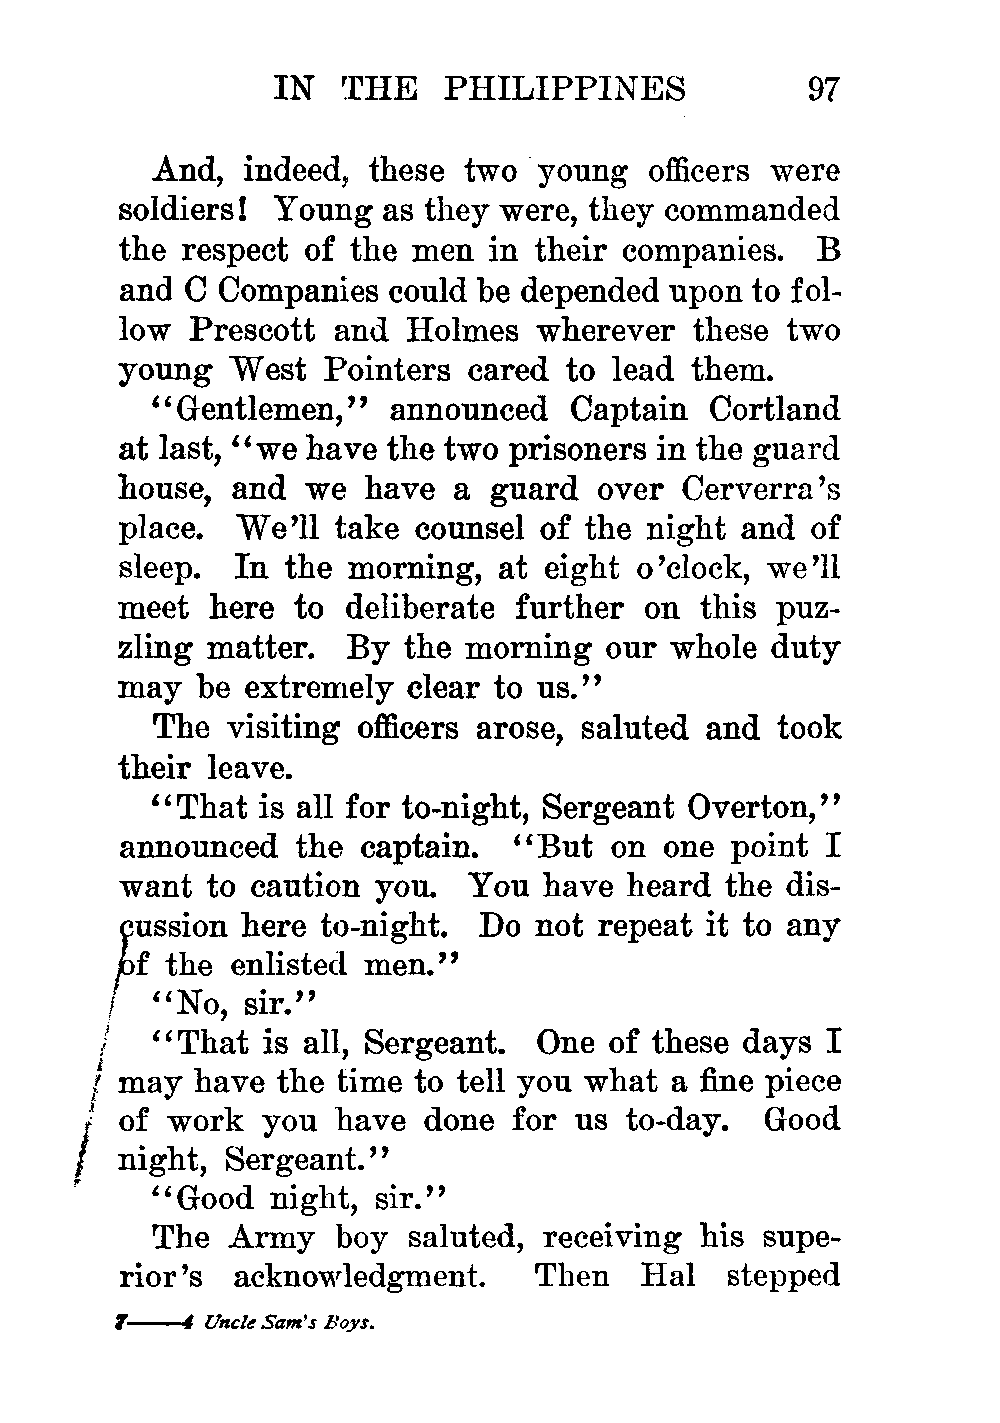 IN THE PHILIPPINES 97
And, indeed, these two young officers were
soldiers! Young as they were, they commanded
the respect of the men in their companies. B
and C Companies could be depended upon to fol-
low Prescott and Holmes wherever these two
young West Pointers cared to lead them.
“Gentlemen,” announced Captain Cortland
at last, “we have the two prisoners in the guard
house, and we have a guard over Cerverra’s
place. We’ll take counsel of the night and of
sleep. In the morning, at eight o’clock, we’ll
meet here to deliberate further on this puz-
zling matter. By the morning our whole duty
may be extremely clear to us.”
The visiting officers arose, saluted and took
their leave.
“That is all for to-night, Sergeant Overton,”
announced the captain. “But on one point I
want to caution you. You have heard the dis-
cussion here to-night. Do not repeat it to any
of the enlisted men.”
“No, sir.”
“That is all, Sergeant. One of these days I
may have the time to tell you what a fine piece
of work you have done for us to-day. Good
night, Sergeant.”
“Good night, sir.”
The Army boy saluted, receiving his supe-
rior’s acknowledgment. Then Hal stepped
7——4 Uncle Sam’s Boys.